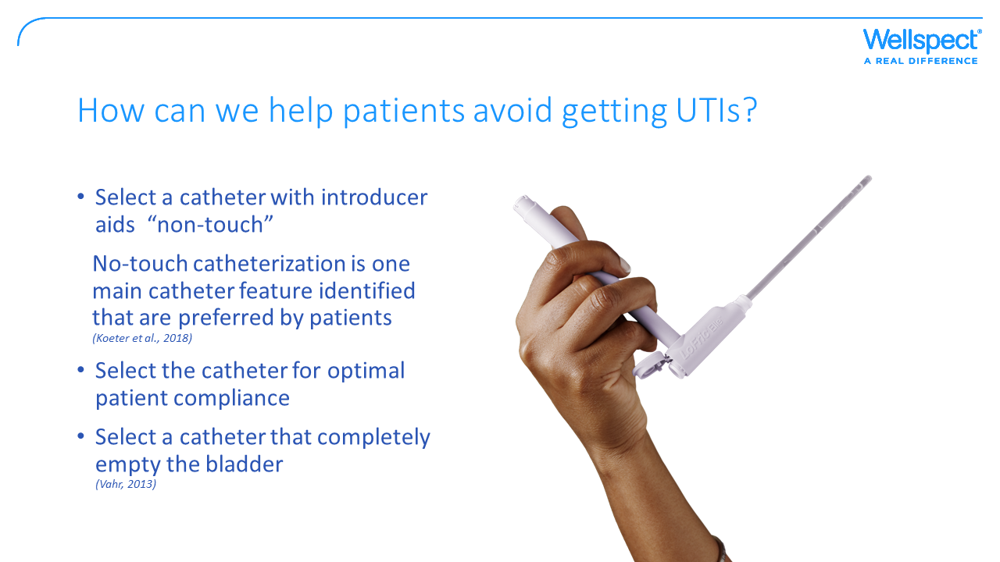 Wellspect®
A REAL DIFFERENCE
How can we help patients avoid getting UTIs?
• Select a catheter with introducer
aids “non-touch”
No-touch catheterization is one
main catheter feature identified
that are preferred by patients
(Koeter et al., 2018)
• Select the catheter for optimal
patient compliance
• Select a catheter that completely
empty the bladder
(Vahr, 2013)
LoFric Elle